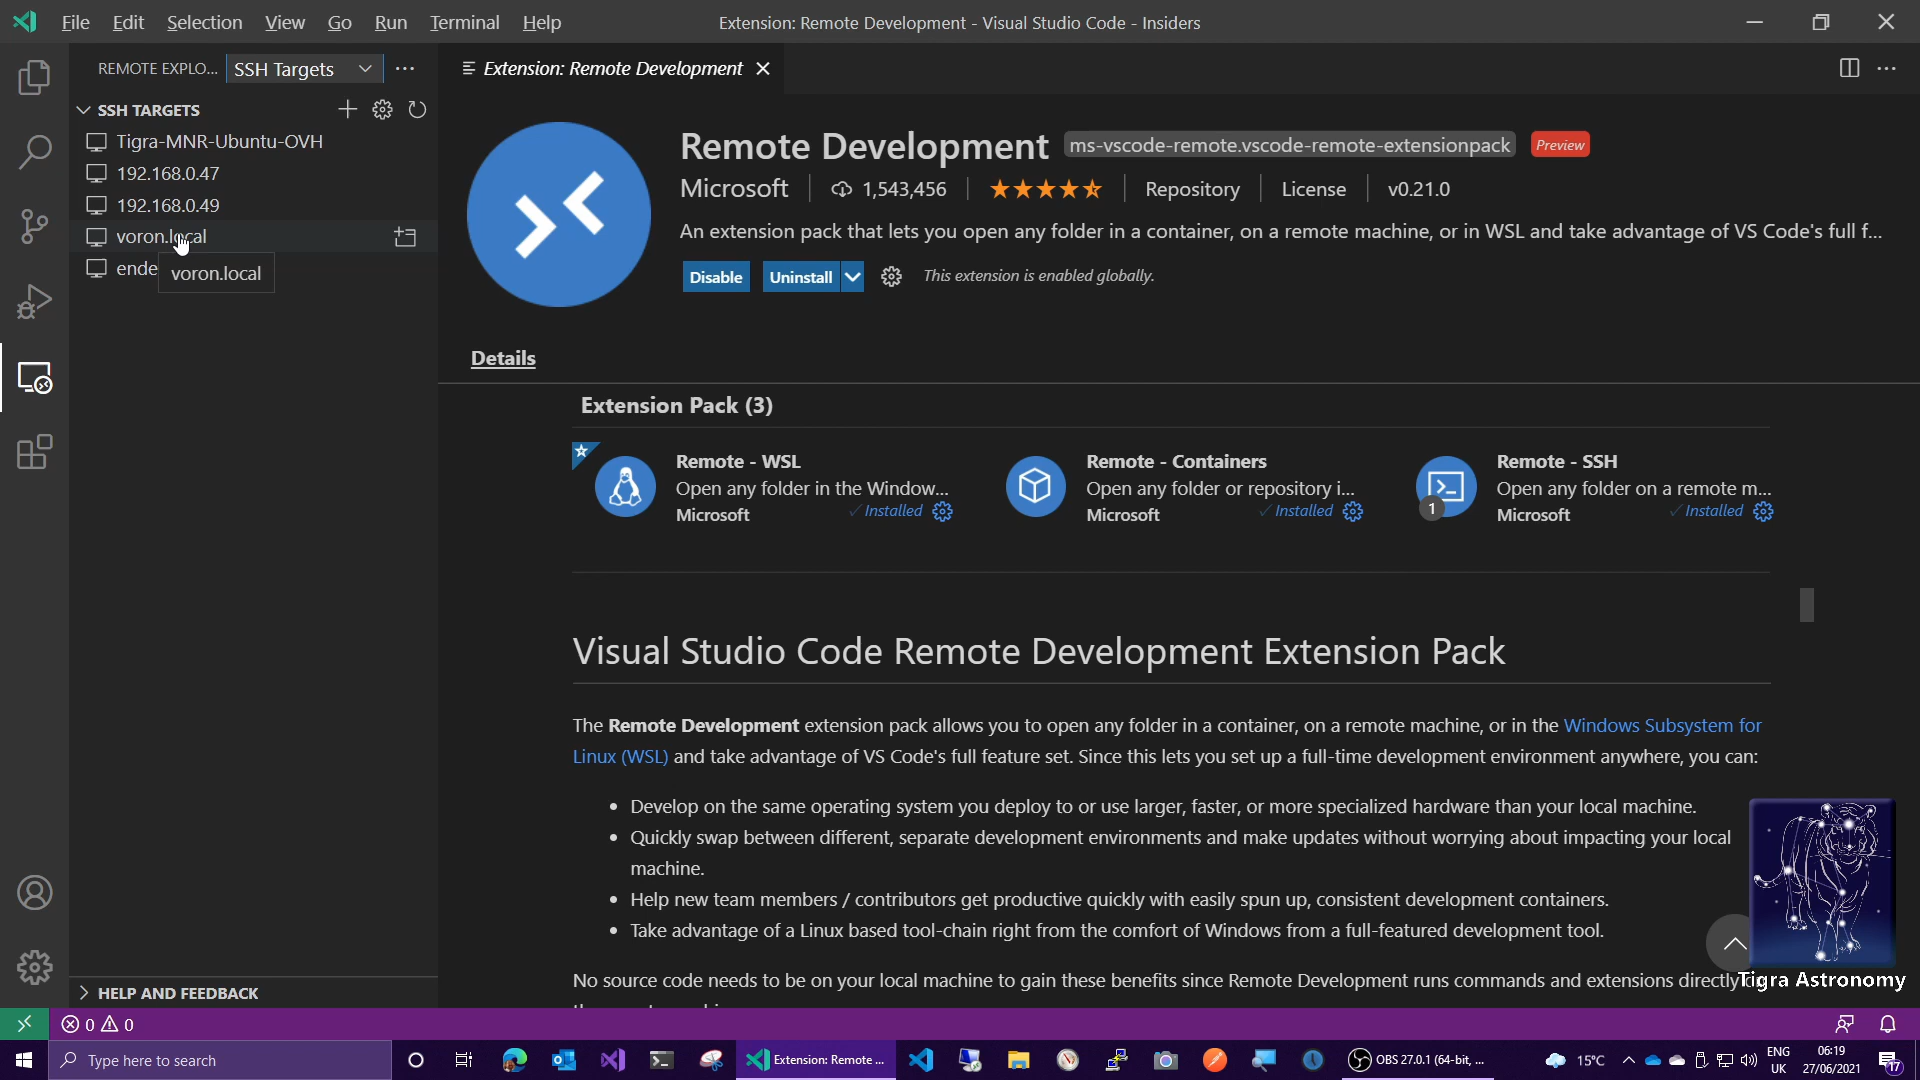 File Edit Selection View Go Run Terminal Help
Extension: Remote Development - Visual Studio Code - Insiders
REMOTE EXPLO... SSH Targets
Extension: Remote Development
SSH TARGETS
Tigra-MNR-Ubuntu-OVH
192.168.0.47
192.168.0.49
voron.local
ende
voron.local
Remote Development ms-vscode-remote.vscode-remote-extensionpack Preview
Microsoft 1,543,456 Repository License v0.21.0
An extension pack that lets you open any folder in a container, on a remote machine, or in WSL and take advantage of VS Code's full f...
Disable Uninstall This extension is enabled globally.
Details
Extension Pack (3)
Remote - WSL
Open any folder in the Window...
Microsoft Installed
Remote - Containers
Open any folder or repository i...
Microsoft Installed
Remote - SSH
Open any folder on a remote m...
1 Microsoft Installed
Visual Studio Code Remote Development Extension Pack
The Remote Development extension pack allows you to open any folder in a container, on a remote machine, or in the Windows Subsystem for
Linux (WSL) and take advantage of VS Code's full feature set. Since this lets you set up a full-time development environment anywhere, you can:
• Develop on the same operating system you deploy to or use larger, faster, or more specialized hardware than your local machine.
• Quickly swap between different, separate development environments and make updates without worrying about impacting your local
machine.
• Help new team members / contributors get productive quickly with easily spun up, consistent development containers.
• Take advantage of a Linux based tool-chain right from the comfort of Windows from a full-featured development tool.
No source code needs to be on your local machine to gain these benefits since Remote Development runs commands and extensions directly
Tigra Astronomy
HELP AND FEEDBACK
0 0
Type here to search
Extension: Remote ...
OBS 27.0.1 (64-bit, ...
15°C
ENG
UK
06:19
27/06/2021
17